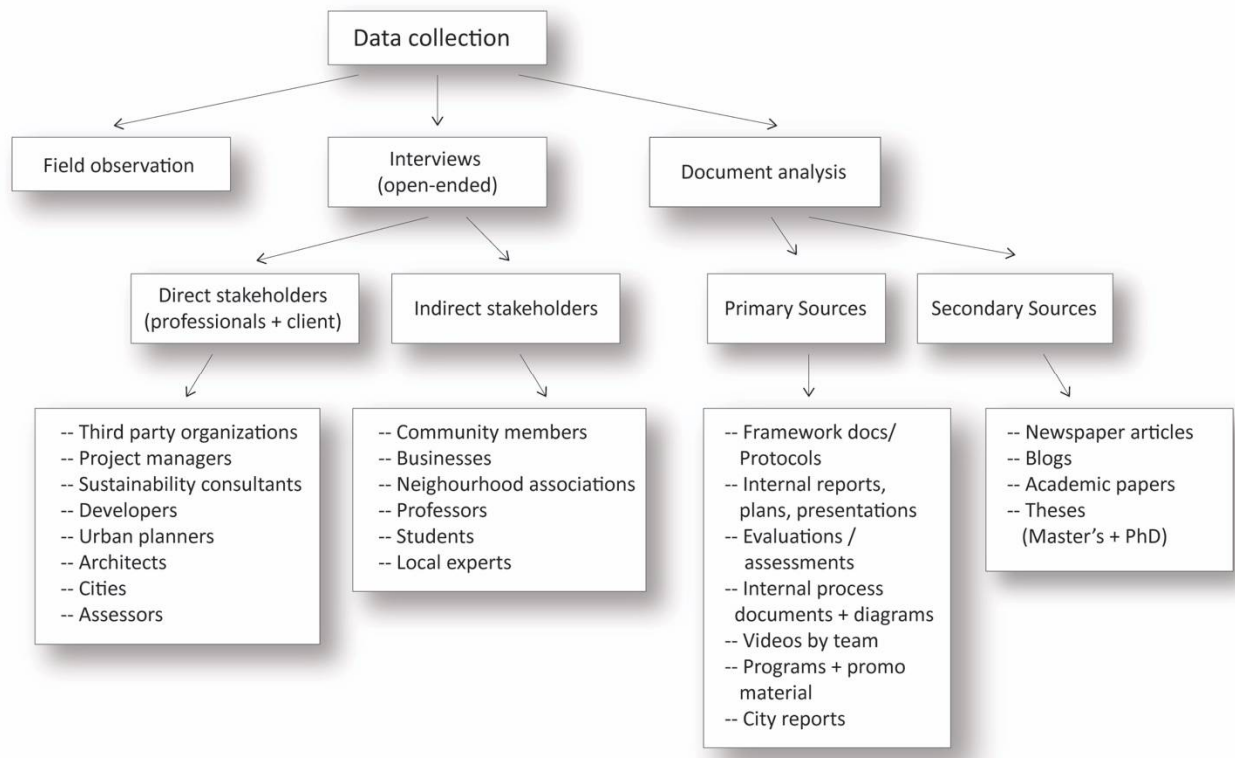 Data collection
Field observation
Interviews
(open-ended)
Document analysis
Direct stakeholders
(professionals + client)
Indirect stakeholders
Primary Sources
Secondary Sources
-- Third party organizations
-- Project managers
-- Sustainability consultants
-- Developers
-- Urban planners
-- Architects
-- Cities
-- Assessors
-- Community members
-- Businesses
-- Neighourhood associations
-- Professors
-- Students
-- Local experts
-- Framework docs/
Protocols
-- Internal reports,
plans, presentations
-- Evaluations /
assessments
-- Internal process
documents + diagrams
-- Videos by team
-- Programs + promo
material
-- City reports
-- Newspaper articles
-- Blogs
-- Academic papers
-- Theses
(Master's + PhD)